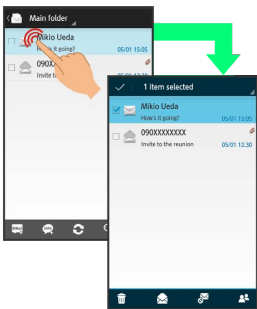 Main folder
Mikio Ueda
How's it going? 05/01 15:05
090X
Invite to
1 item selected
Mikio Ueda
How's it going? 05/01 15:05
090XXXXXXXX
Invite to the reunion 05/01 12:30